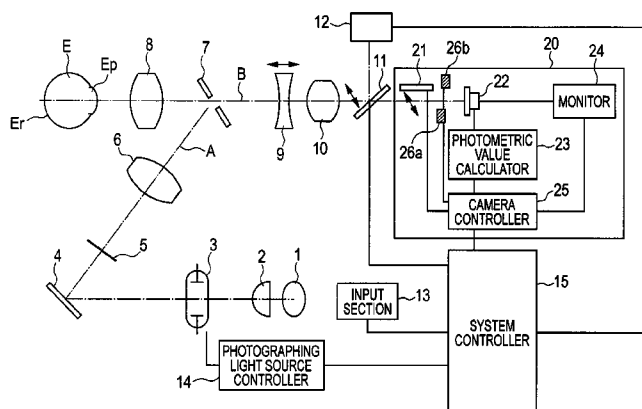 12
20
E
Ep
8
7
B
11
21
26b
22
24
MONITOR
Er
9
10
26a
PHOTOMETRIC
VALUE
CALCULATOR
23
6
A
CAMERA
CONTROLLER
25
5
4
3
2
1
INPUT
SECTION
13
15
SYSTEM
CONTROLLER
PHOTOGRAPHING
LIGHT SOURCE
CONTROLLER
14